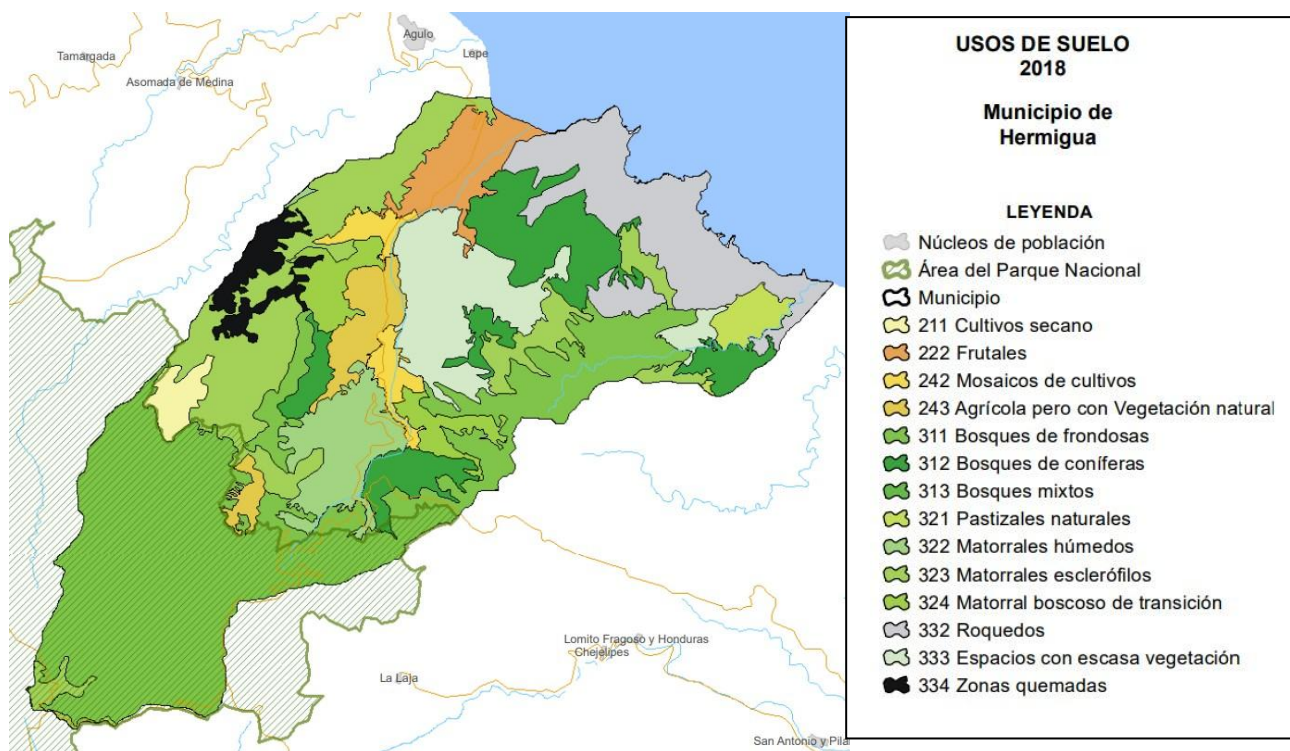 Agulo
Lepe
Tamargada
Asomada de Medina
Lomito Fragoso y Honduras
Chejelipes
La Laja
San Antonio y Pila
USOS DE SUELO
2018
Municipio de
Hermigua
LEYENDA
Núcleos de población
Área del Parque Nacional
Municipio
211 Cultivos secano
222 Frutales
242 Mosaicos de cultivos
243 Agrícola pero con Vegetación natural
311 Bosques de frondosas
312 Bosques de coníferas
313 Bosques mixtos
321 Pastizales naturales
322 Matorrales húmedos
323 Matorrales esclerófilos
324 Matorral boscoso de transición
332 Roquedos
333 Espacios con escasa vegetación
334 Zonas quemadas